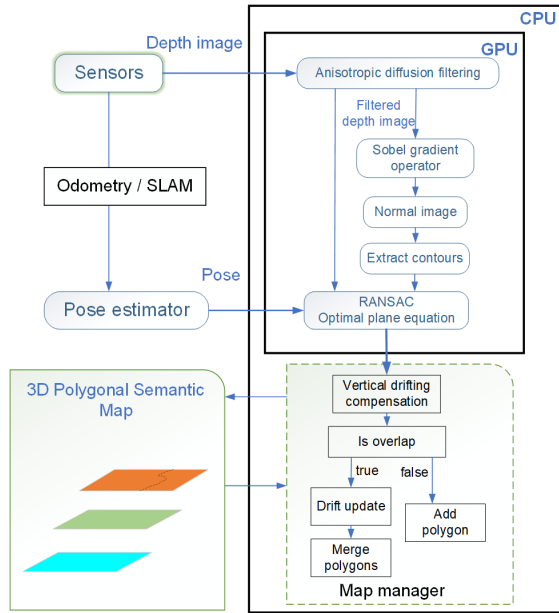 CPU
Depth image
GPU
Sensors
Anisotropic diffusion filtering
Filtered
depth image
Sobel gradient
operator
Odometry / SLAM
Normal image
Extract contours
Pose
Pose estimator
RANSAC
Optimal plane equation
3D Polygonal Semantic
Map
Vertical drifting
compensation
Is overlap
true
false
Drift update
Add
polygon
Merge
polygons
Map manager